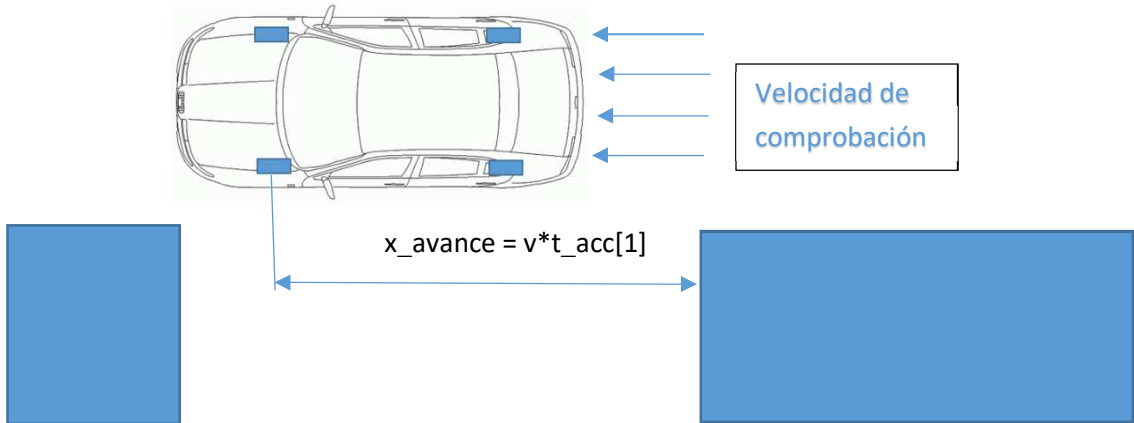 Velocidad de
comprobación
x_avance = v*t_acc[1]